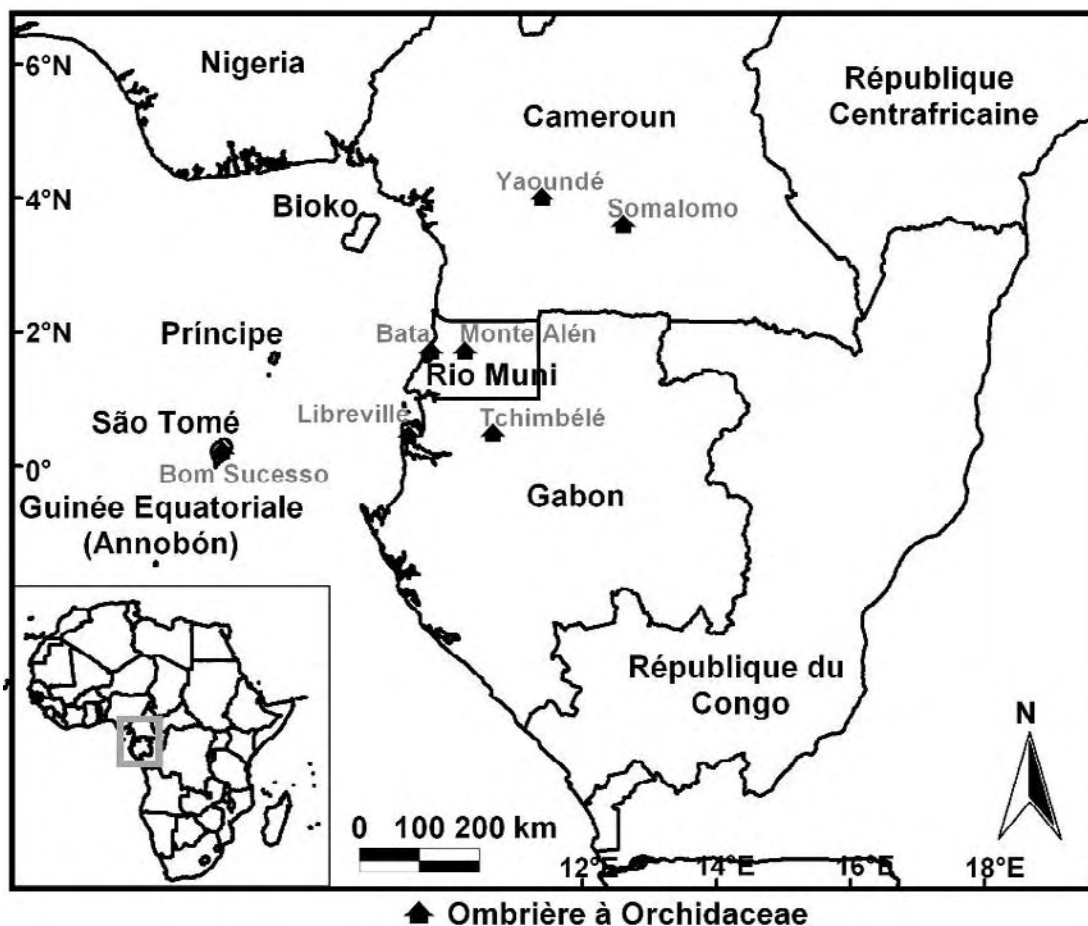 6°N
Nigeria
République
Centrafricaine
Cameroun
Yaoundé
4°N
Somalomo
Bioko
2°N
Príncipe
Bata
Monte Alén
Rio Muni
São Tomé
Libreville
Tchimbélé
0°
Bom Sucesso
Gabon
Guinée Equatoriale
(Annobón)
République du
Congo
N
0 100 200 km
12°E 14°E 16°E 18°E
Ombrière à Orchidaceae